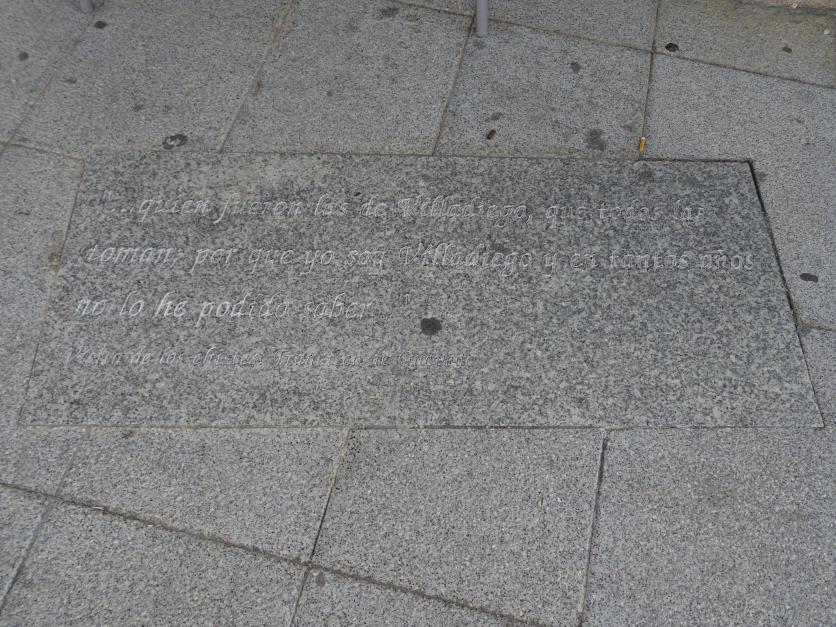 "...quien fueron las de Villadiego, que todos las
toman; por que yo soy Villadiego y en tantos años
no lo he podido saber..."
Visita de los chistes. Francisco de Quevedo